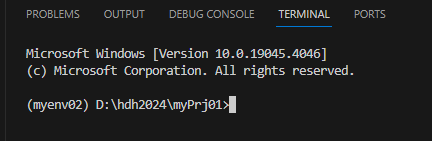 PROBLEMS OUTPUT DEBUG CONSOLE TERMINAL PORTS
Microsoft Windows [Version 10.0.19045.4046]
(c) Microsoft Corporation. All rights reserved.
(myenv02) D:\hdh2024\myPrj01>